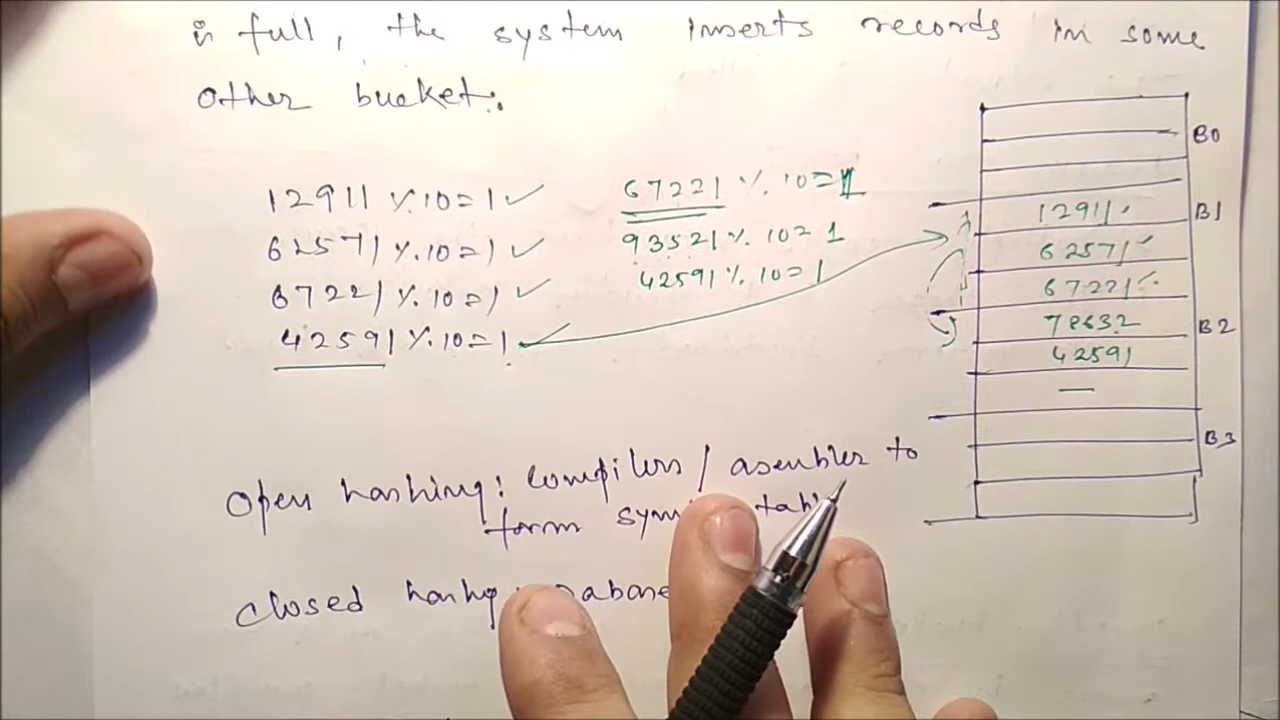 is full, the system inserts records in some
other bucket.
12911 % 10 = 1 ✓
62571 % 10 = 1 ✓
67221 % 10 = 1 ✓
42591 % 10 = 1 ✓
67221 % 10 = 1
93521 % 10 = 1
42591 % 10 = 1
B0
12911 B1
62571
67221
78632 B2
42591
—
B3
Open hashing: compilers / asembler to
form
closed